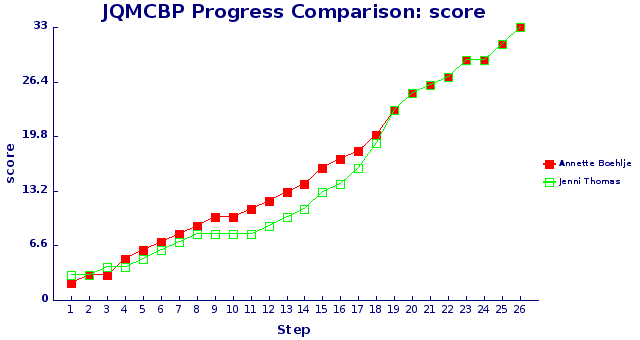 JQMCBP Progress Comparison: score
33
26.4
19.8
13.2
6.6
0
score
Annette Boehlje
Jenni Thomas
1 2 3 4 5 6 7 8 9 10 11 12 13 14 15 16 17 18 19 20 21 22 23 24 25 26
Step